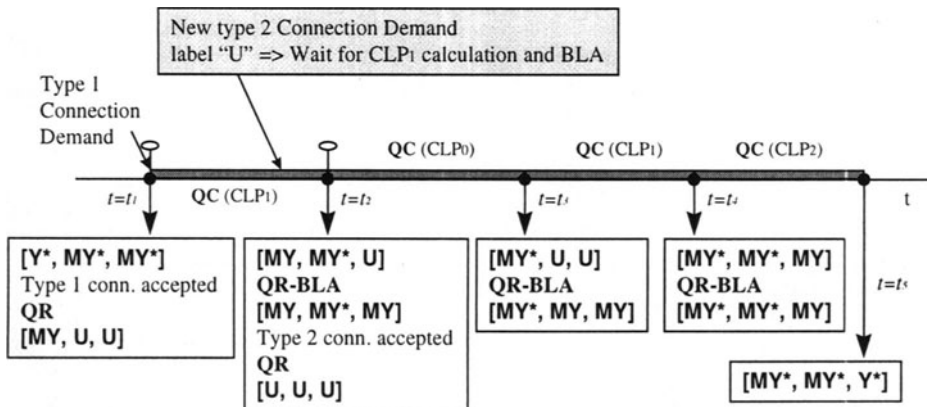 New type 2 Connection Demand
label “U” => Wait for CLP1 calculation and BLA
Type 1
Connection
Demand
QC (CLP0)
QC (CLP1)
QC (CLP2)
t=t1
QC (CLP1)
t=t2
t=t3
t=t4
t
[Y*, MY*, MY*]
Type 1 conn. accepted
QR
[MY, U, U]
[MY, MY*, U]
QR-BLA
[MY, MY*, MY]
Type 2 conn. accepted
QR
[U, U, U]
[MY*, U, U]
QR-BLA
[MY*, MY, MY]
[MY*, MY*, MY]
QR-BLA
[MY*, MY*, MY]
t=t5
[MY*, MY*, Y*]